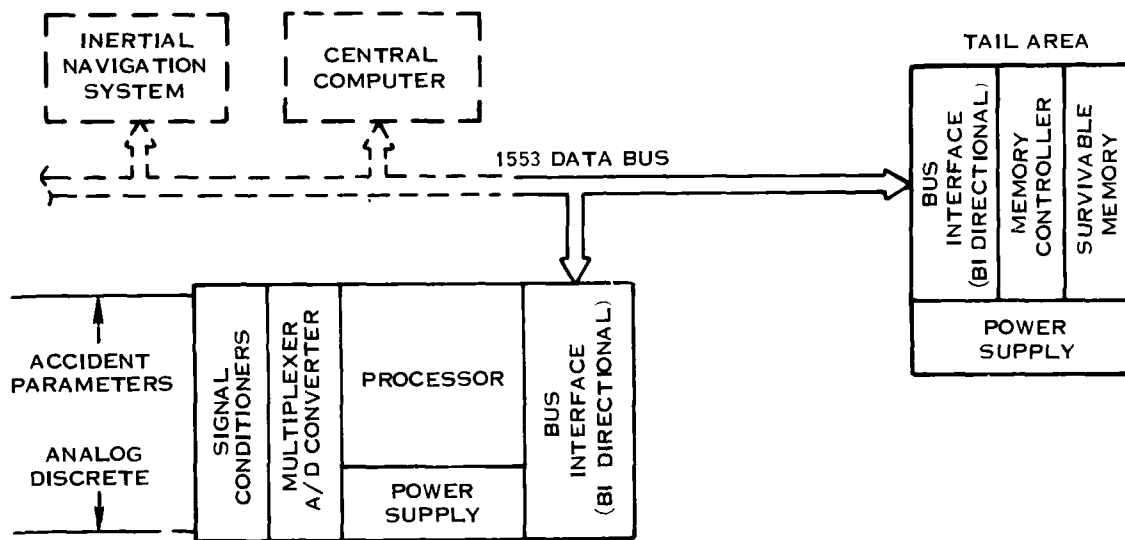 INERTIAL
NAVIGATION
SYSTEM
CENTRAL
COMPUTER
TAIL AREA
1553 DATA BUS
BUS
INTERFACE
(BI DIRECTIONAL)
MEMORY
CONTROLLER
SURVIVABLE
MEMORY
POWER
SUPPLY
ACCIDENT
PARAMETERS
ANALOG
DISCRETE
SIGNAL
CONDITIONERS
MULTIPLEXER
A/D CONVERTER
PROCESSOR
POWER
SUPPLY
BUS
INTERFACE
(BI DIRECTIONAL)